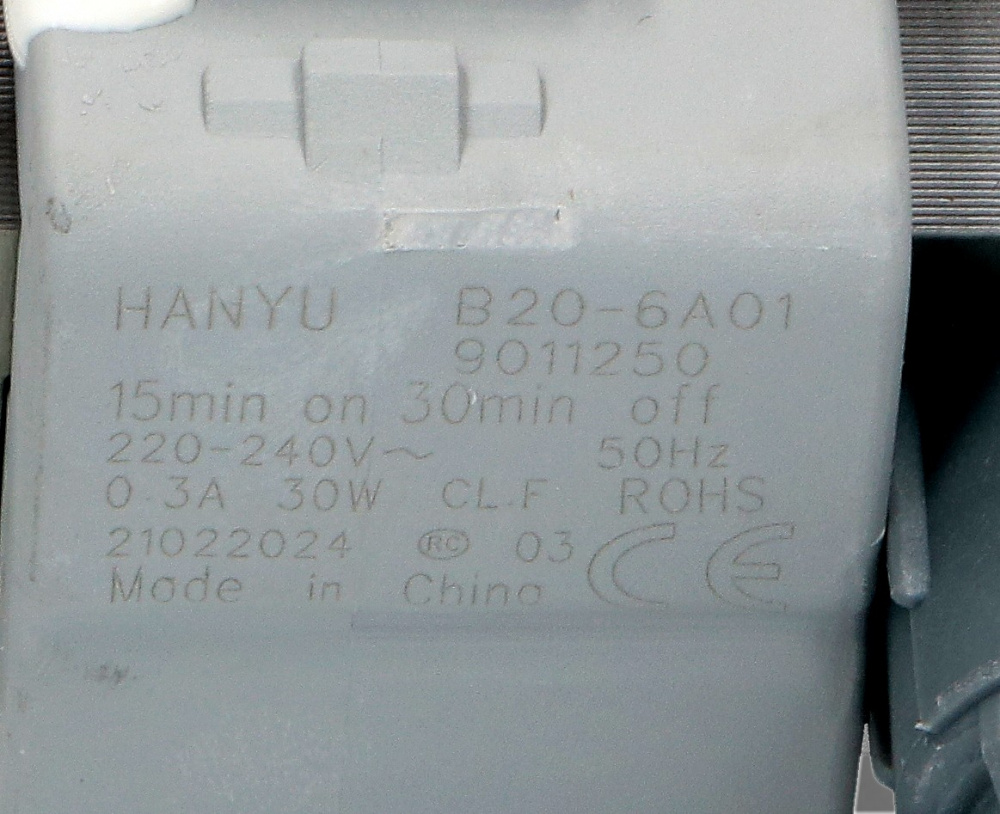 HANYU B20-6A01
9011250
15min on 30min off
220-240V~ 50Hz
0.3A 30W CL.F ROHS
21022024 RC 03 CE
Made in China